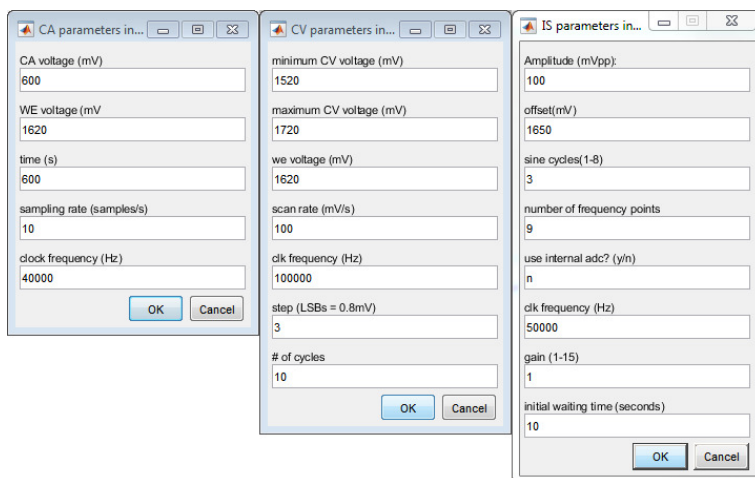 CA parameters in...
CA voltage (mV)
600
WE voltage (mV
1620
time (s)
600
sampling rate (samples/s)
10
clock frequency (Hz)
40000
OK Cancel
CV parameters in...
minimum CV voltage (mV)
1520
maximum CV voltage (mV)
1720
we voltage (mV)
1620
scan rate (mV/s)
100
clk frequency (Hz)
100000
step (LSBs = 0.8mV)
3
# of cycles
10
OK Cancel
IS parameters in...
Amplitude (mVpp):
100
offset(mV)
1650
sine cycles(1-8)
3
number of frequency points
9
use internal adc? (y/n)
n
clk frequency (Hz)
50000
gain (1-15)
1
initial waiting time (seconds)
10
OK Cancel